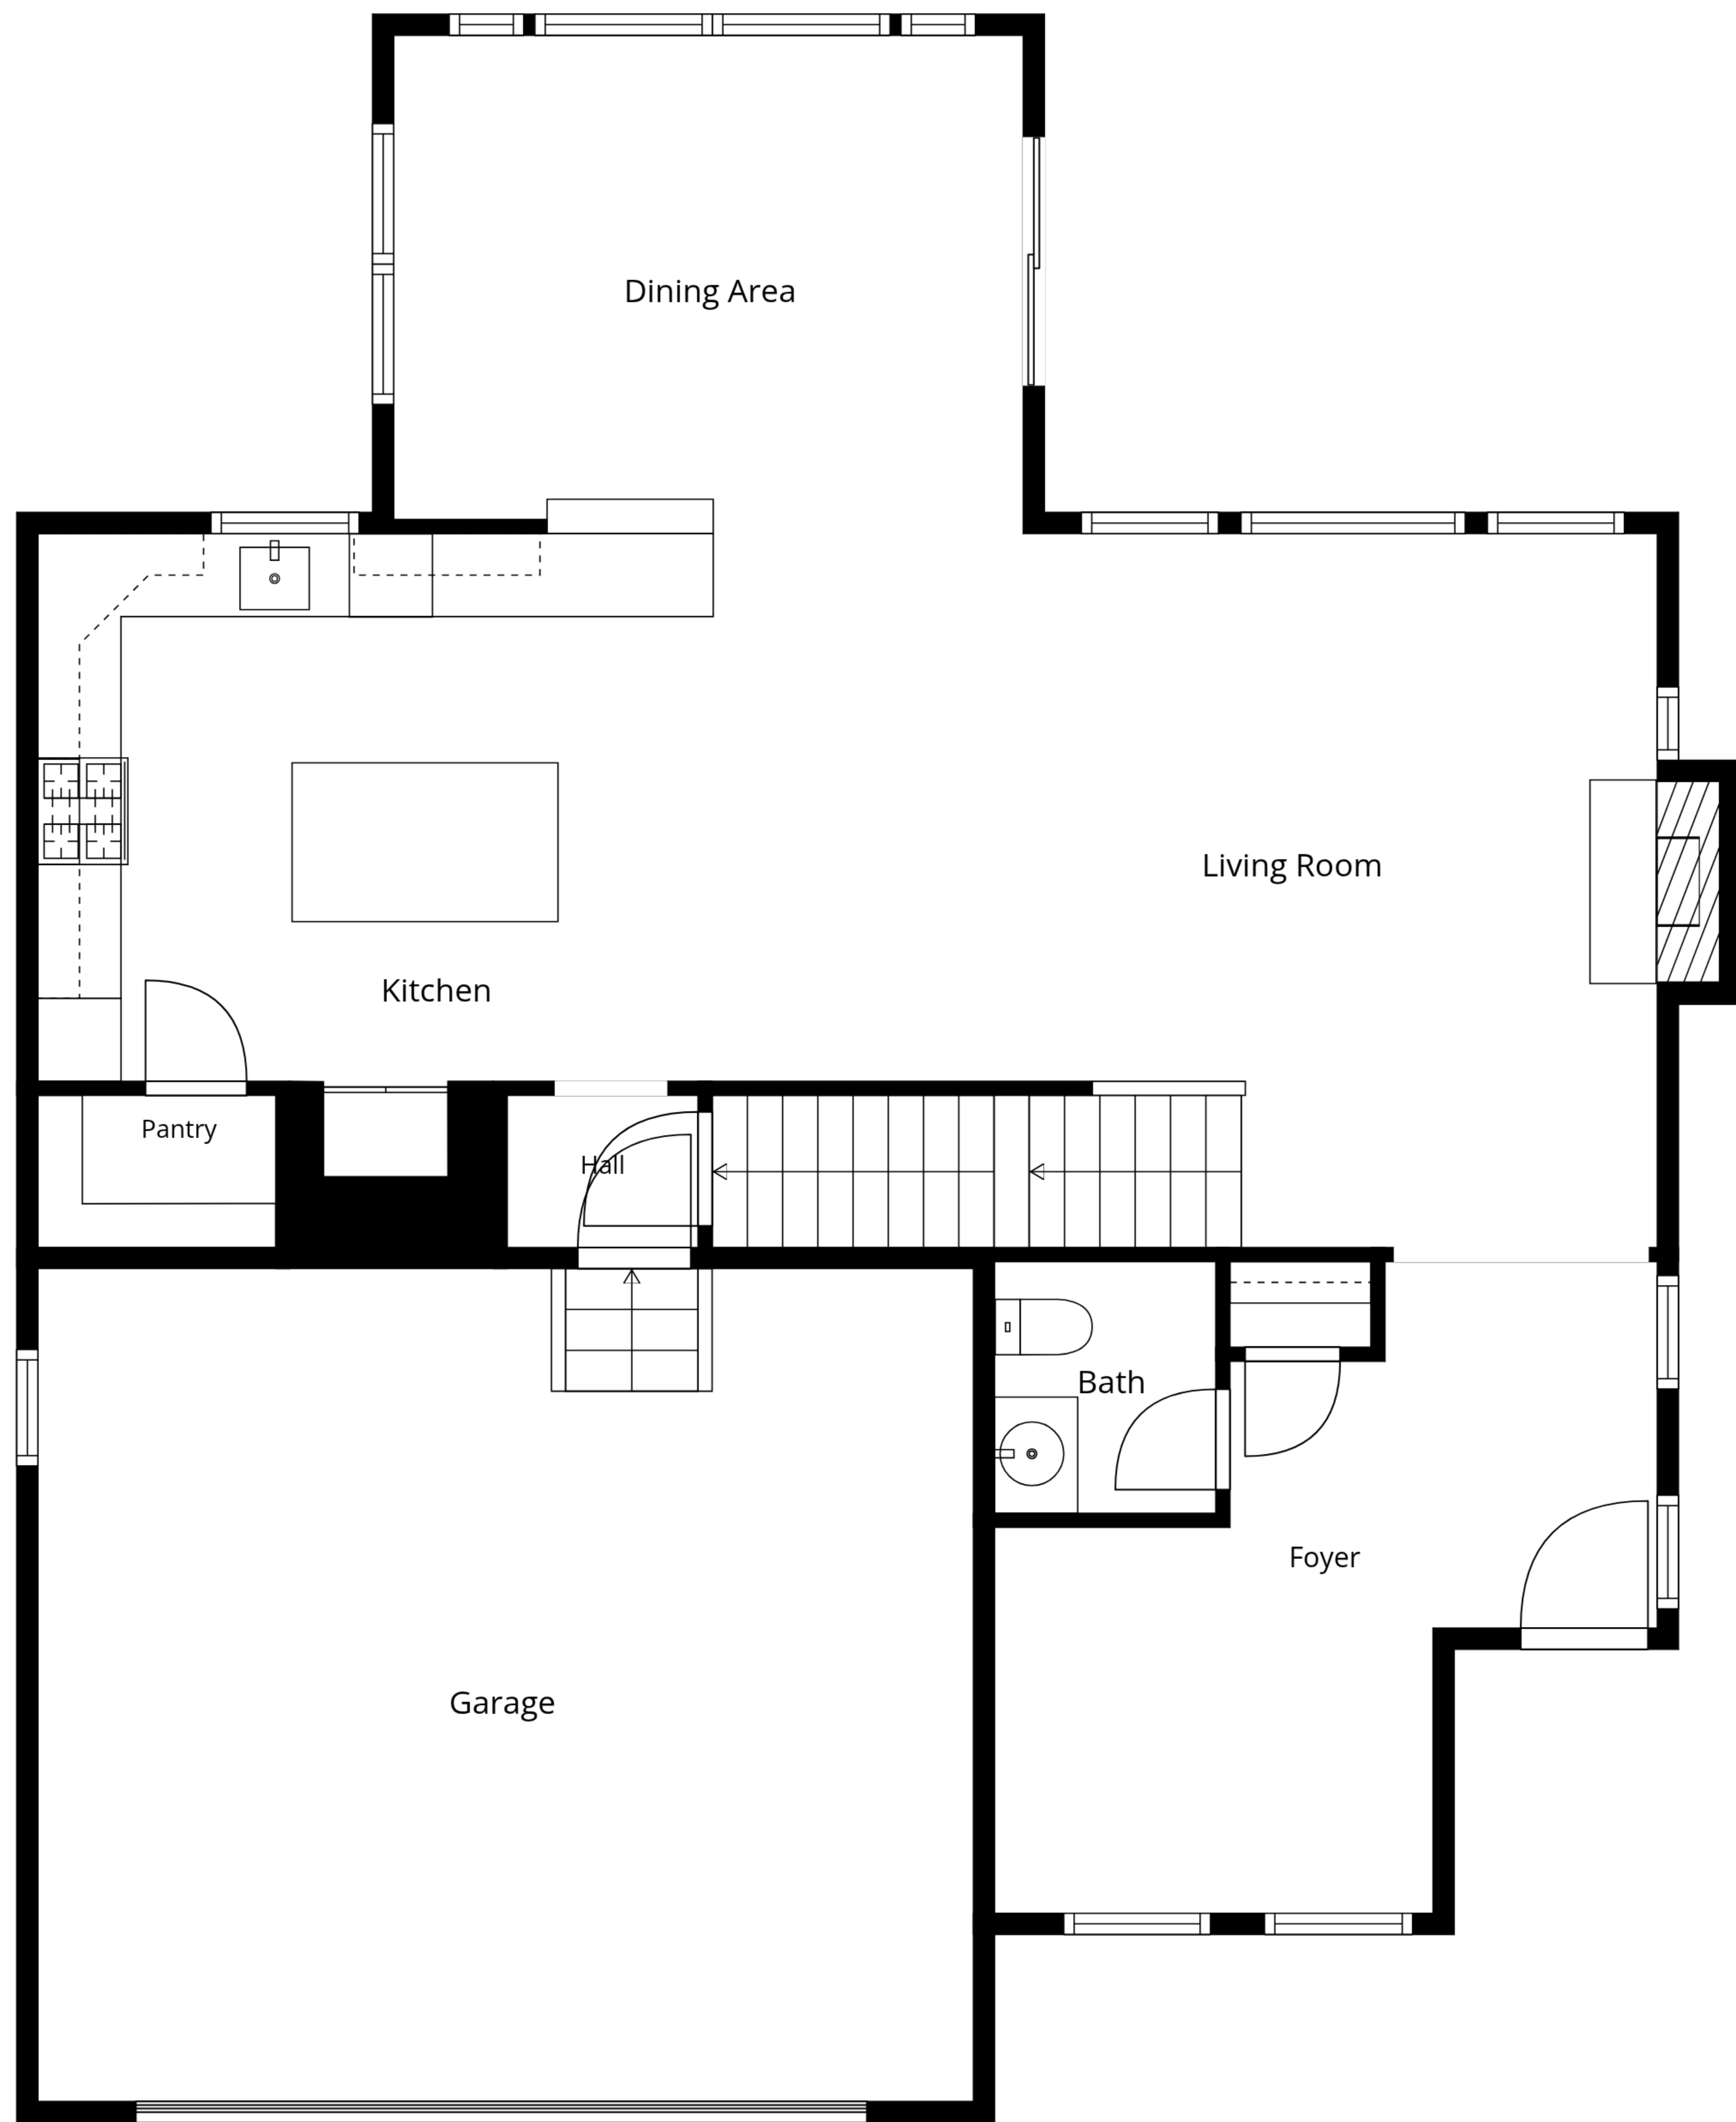 Dining Area
Living Room
Kitchen
Pantry
Hall
Bath
Foyer
Garage